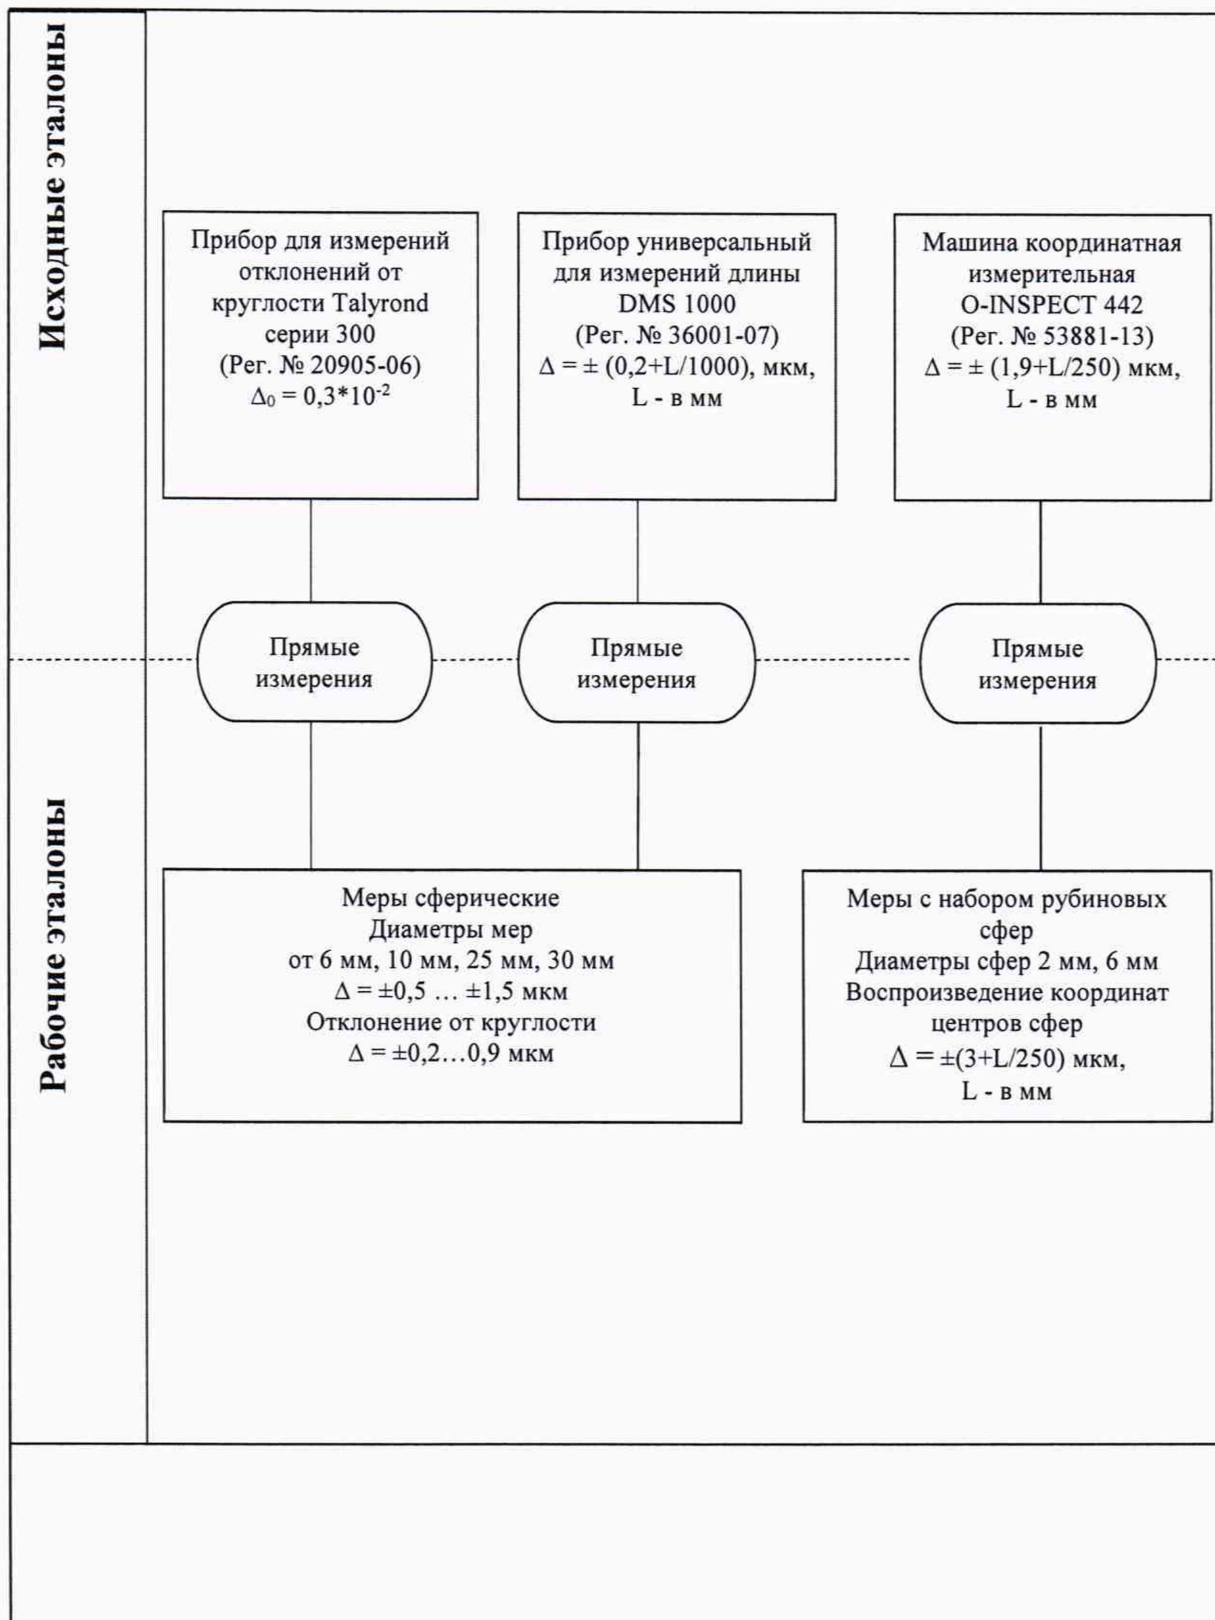 Исходные эталоны
Прибор для измерений
отклонений от
круглости Talyrond
серии 300
(Рег. № 20905-06)
Δ₀ = 0,3*10⁻²
Прибор универсальный
для измерений длины
DMS 1000
(Рег. № 36001-07)
Δ = ± (0,2+L/1000), мкм,
L - в мм
Машина координатная
измерительная
O-INSPECT 442
(Рег. № 53881-13)
Δ = ± (1,9+L/250) мкм,
L - в мм
Прямые
измерения
Прямые
измерения
Прямые
измерения
Рабочие эталоны
Меры сферические
Диаметры мер
от 6 мм, 10 мм, 25 мм, 30 мм
Δ = ±0,5 … ±1,5 мкм
Отклонение от круглости
Δ = ±0,2…0,9 мкм
Меры с набором рубиновых
сфер
Диаметры сфер 2 мм, 6 мм
Воспроизведение координат
центров сфер
Δ = ±(3+L/250) мкм,
L - в мм